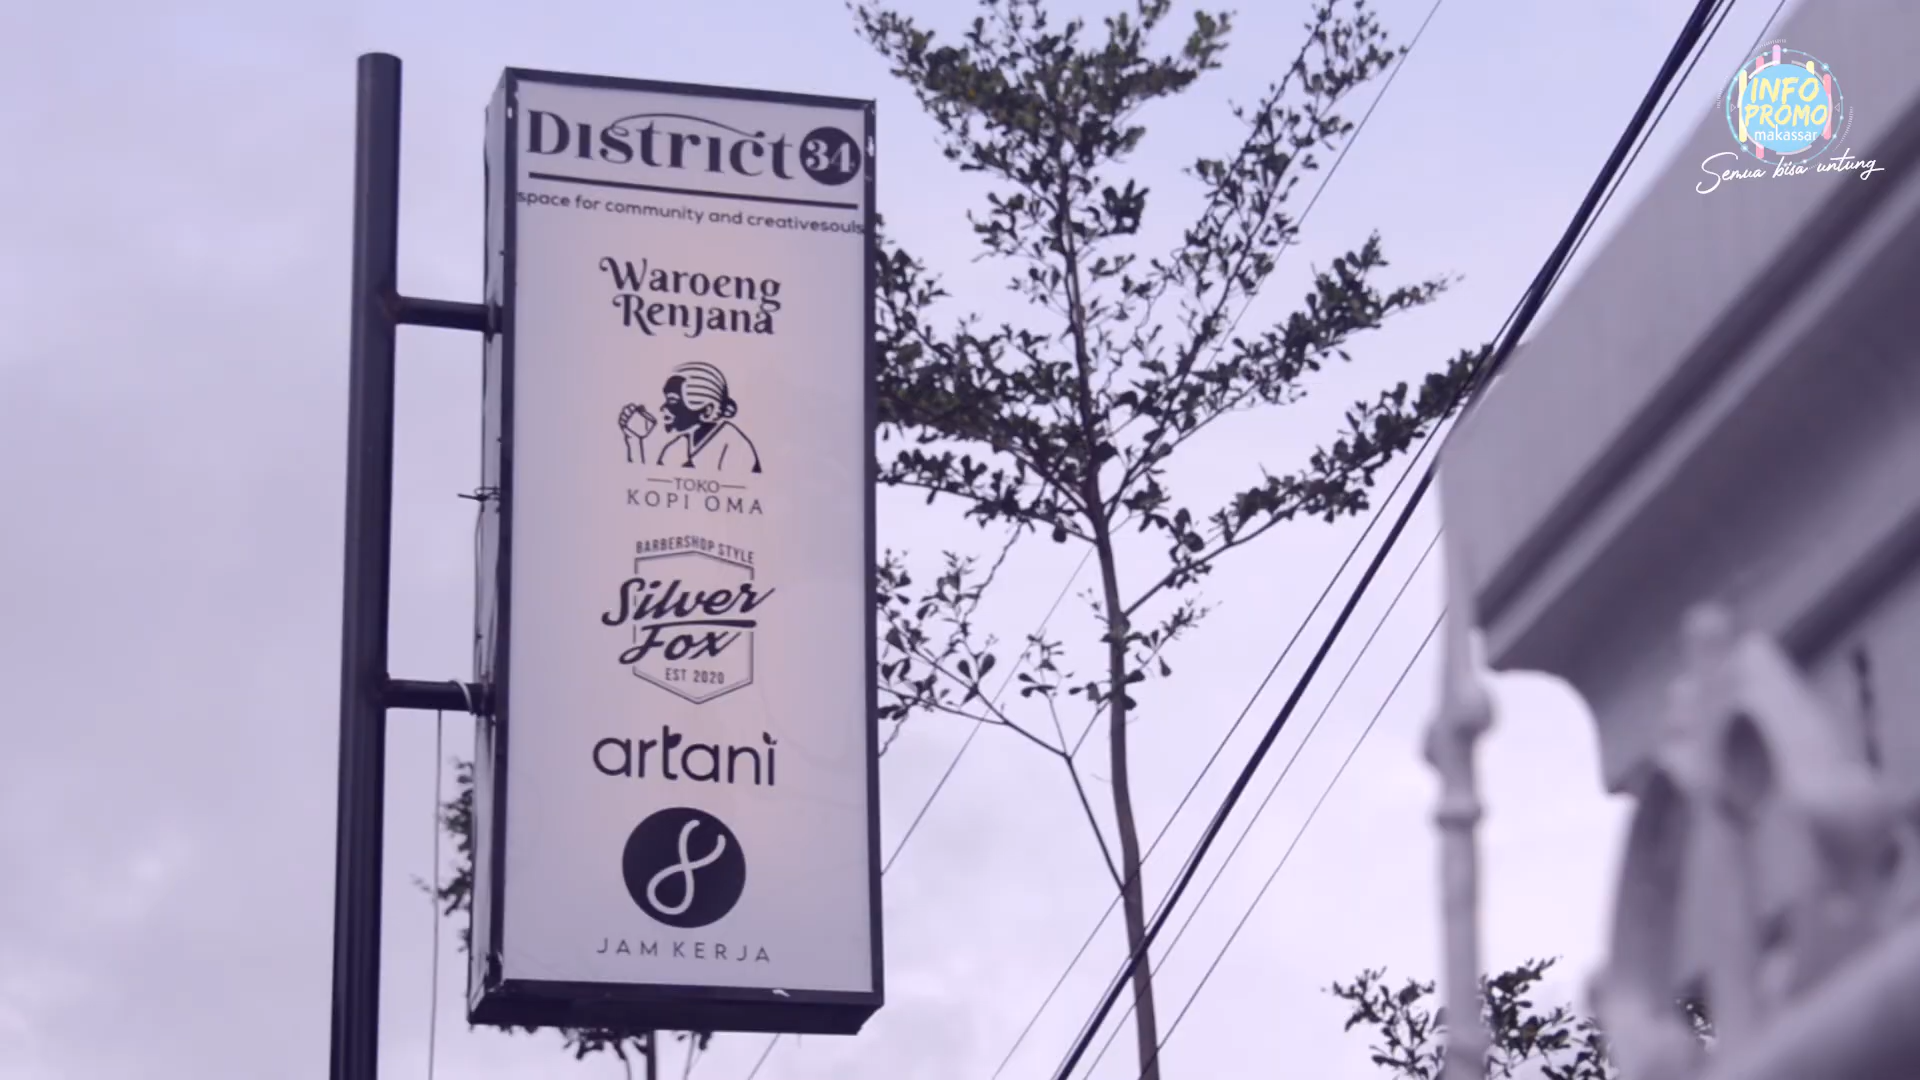 District 34
space for community and creativesouls
Waroeng
Renjana
TOKO
KOPI OMA
BARBERSHOP STYLE
Silver
Fox
EST 2020
artani
8
JAM KERJA
INFO
PROMO
makassar
Semua bisa untung